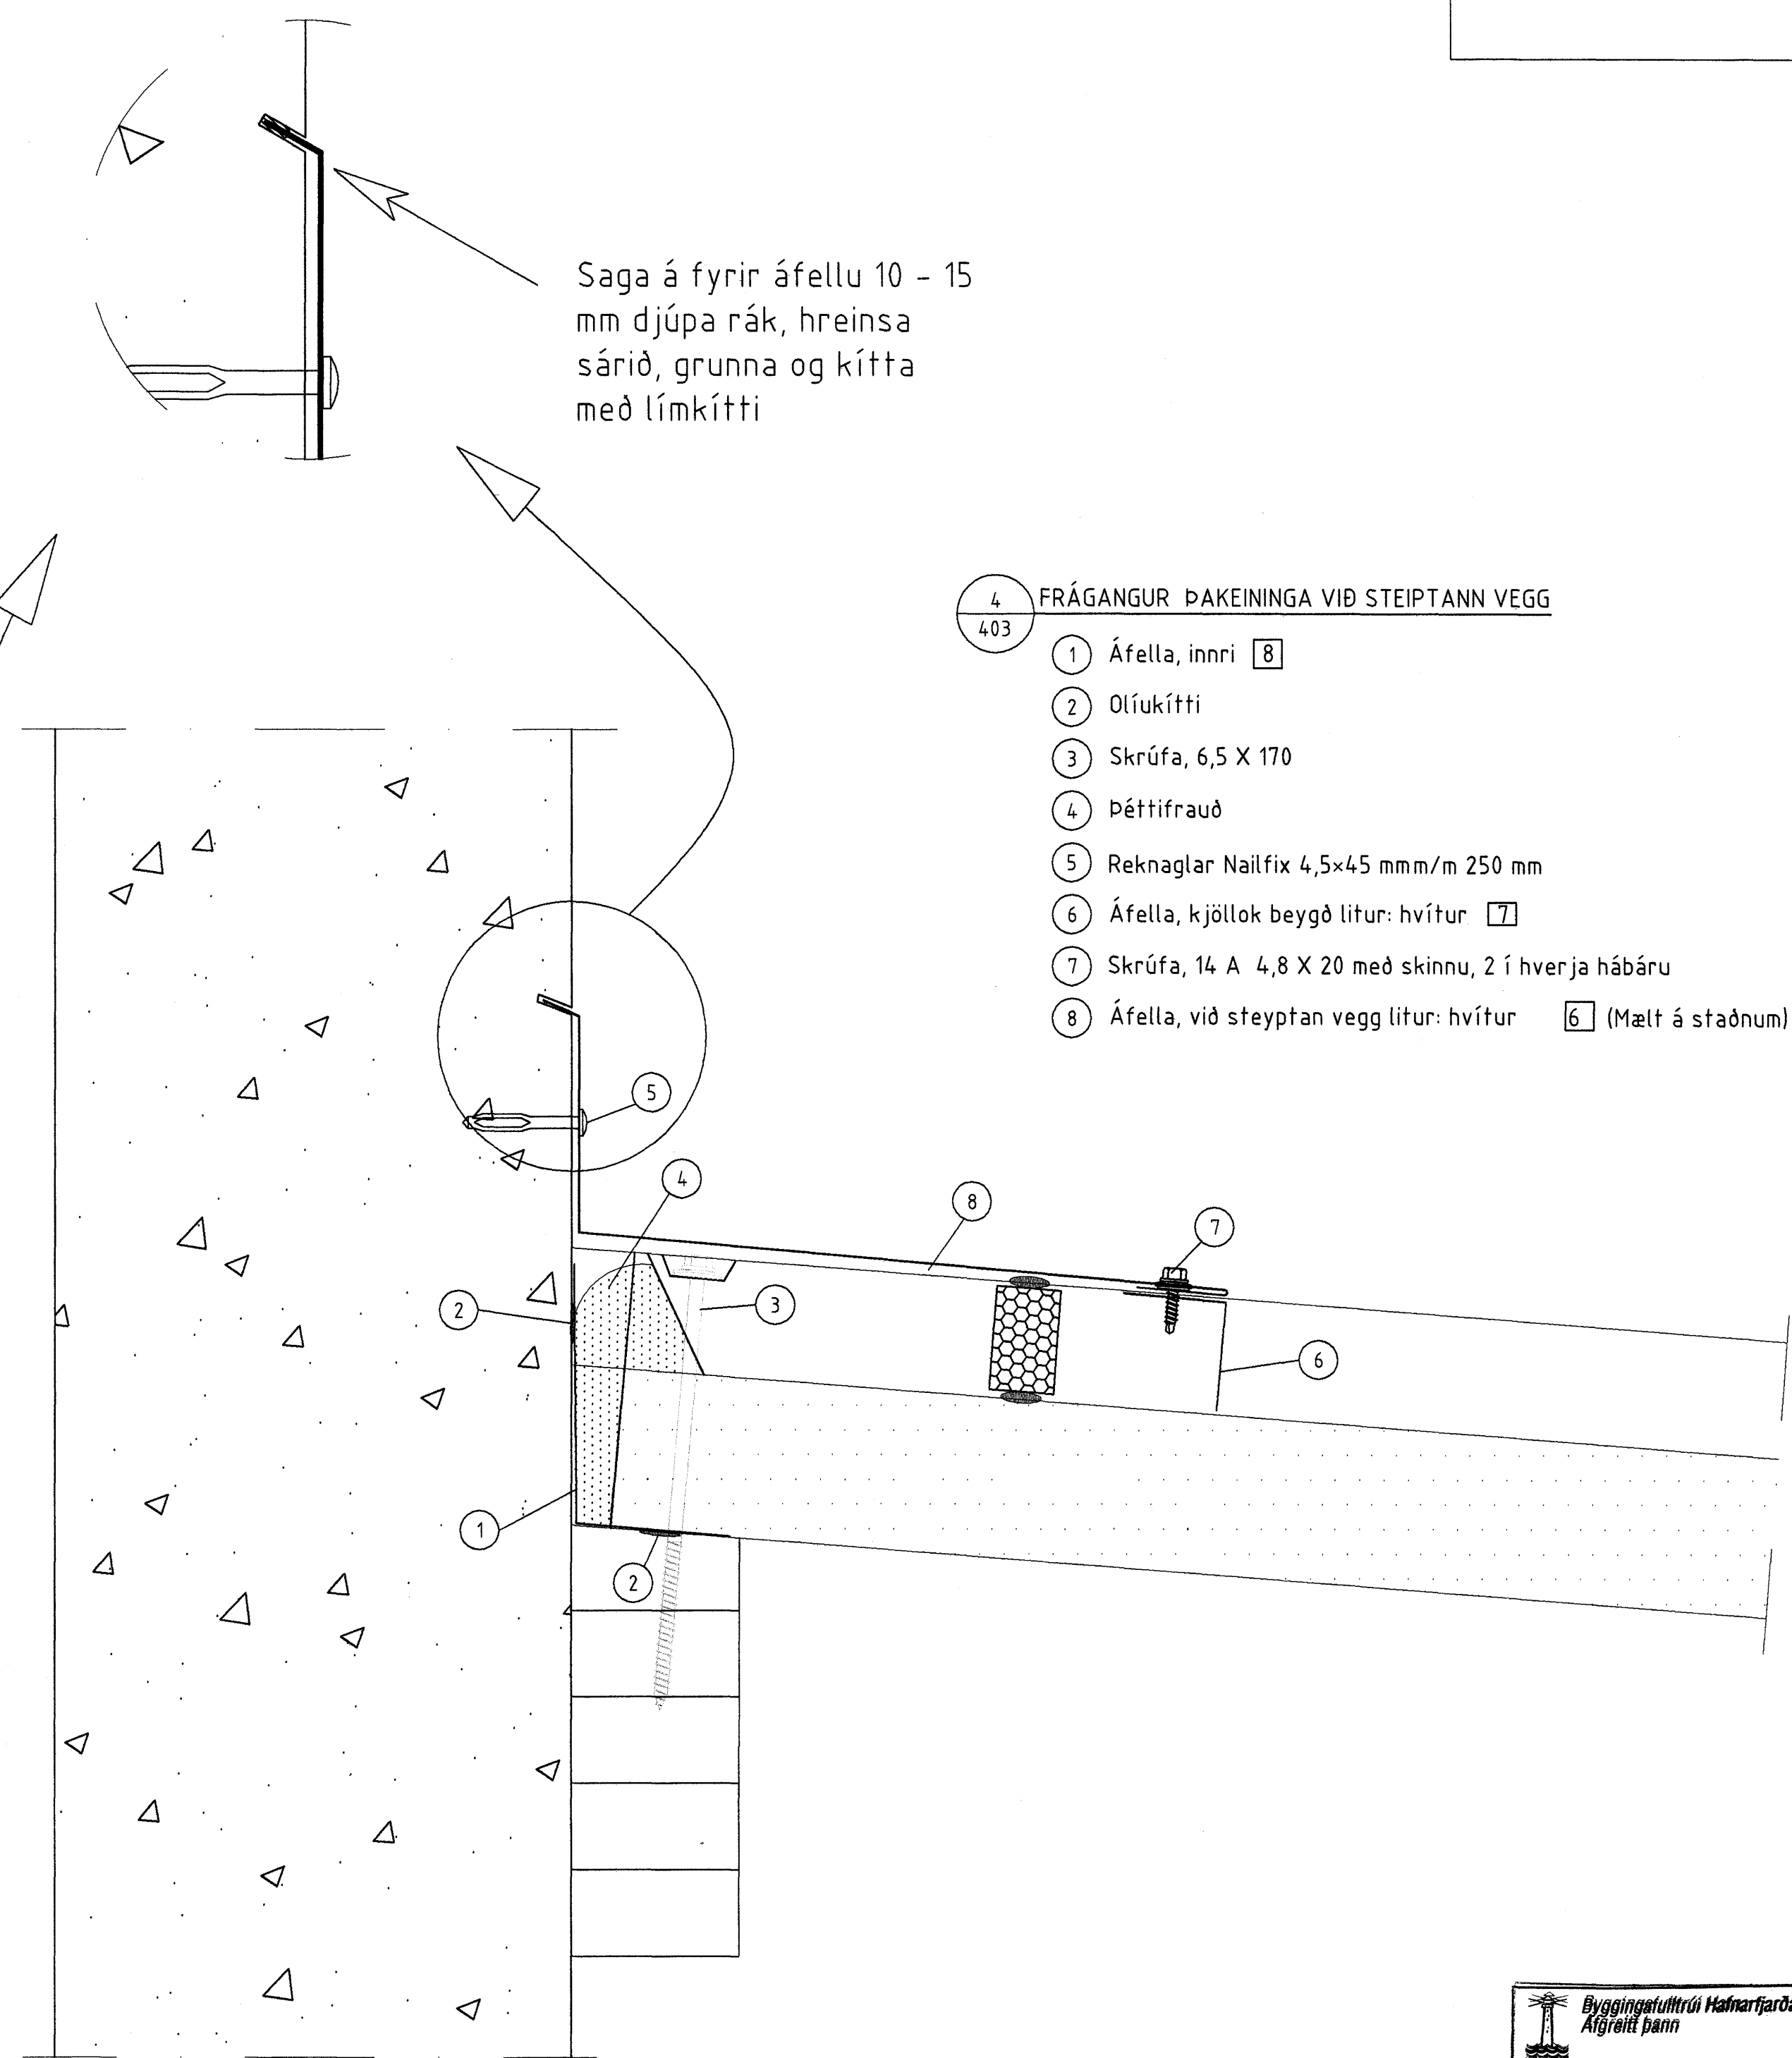 Saga á fyrir áfellu 10 - 15
mm djúpa rák, hreinsa
sárið, grunna og kítta
með límkítti
4
403
FRÁGANGUR ÞAKEININGA VIÐ STEIPTANN VEGG
1 Áfella, innri 8
2 Olíukítti
3 Skrúfa, 6,5 X 170
4 Þéttifrauð
5 Reknaglar Nailfix 4,5×45 mmm/m 250 mm
6 Áfella, kjöllok beygð litur: hvítur 7
7 Skrúfa, 14 A 4,8 X 20 með skinnu, 2 í hverja hábáru
8 Áfella, við steyptan vegg litur: hvítur 6 (Mælt á staðnum)
5
4
8
7
2
3
6
1
2
Byggingafulltrúi Hafnarfjarða
Afgreitt þann